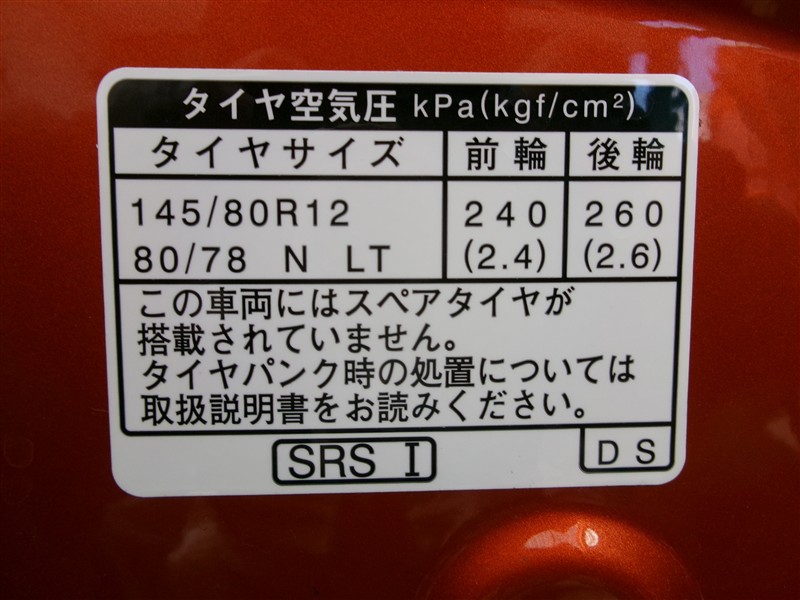 タイヤ空気圧 kPa(kgf/cm²)
タイヤサイズ 前輪 後輪
145/80R12 240 260
80/78 N LT (2.4) (2.6)
この車両にはスペアタイヤが
搭載されていません。
タイヤパンク時の処置については
取扱説明書をお読みください。
SRS I DS